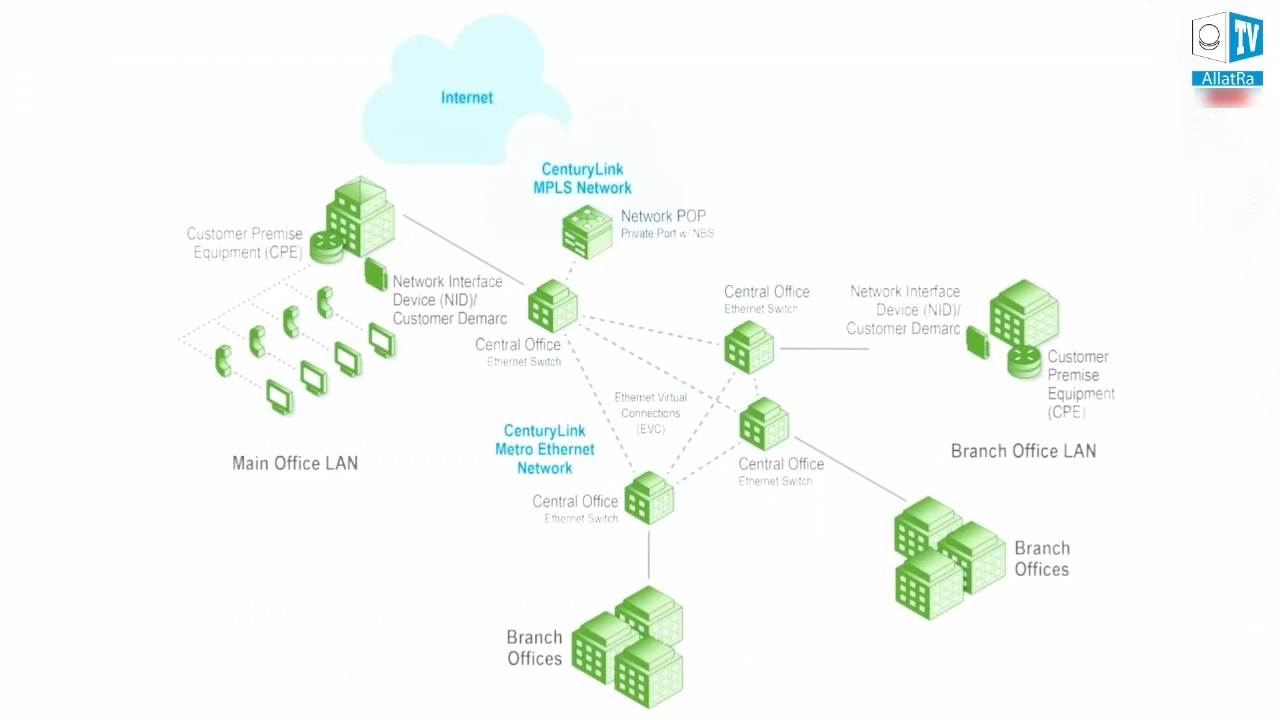 TV
AllatRa
Internet
CenturyLink
MPLS Network
Network POP
Private Port w/ NBS
Customer Premise
Equipment (CPE)
Network Interface
Device (NID)/
Customer Demarc
Central Office
Ethernet Switch
Main Office LAN
Central Office
Ethernet Switch
Network Interface
Device (NID)/
Customer Demarc
Customer
Premise
Equipment
(CPE)
Branch Office LAN
Ethernet Virtual
Connections
(EVC)
CenturyLink
Metro Ethernet
Network
Central Office
Ethernet Switch
Central Office
Ethernet Switch
Branch
Offices
Branch
Offices